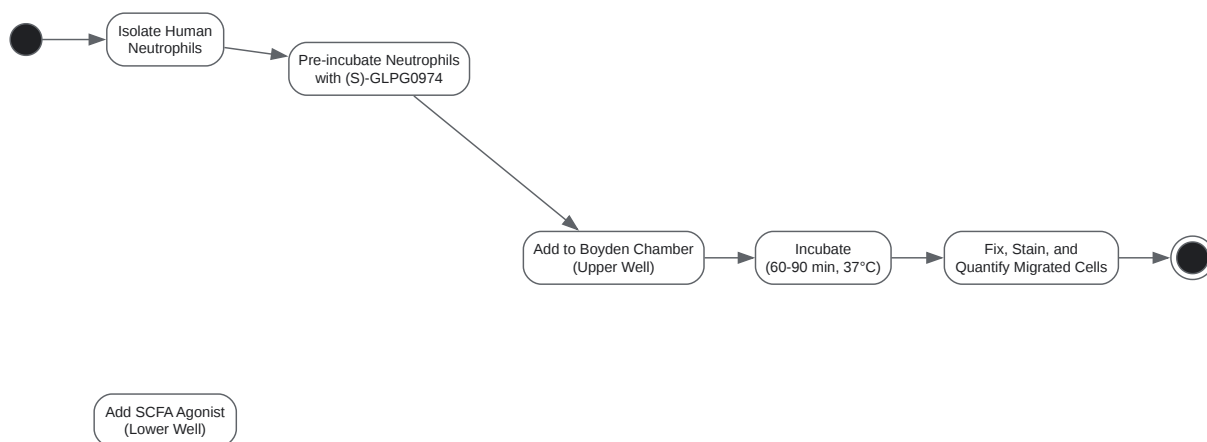 Isolate Human
Neutrophils
Pre-incubate Neutrophils
with (S)-GLPG0974
Add to Boyden Chamber
(Upper Well)
Incubate
(60-90 min, 37°C)
Fix, Stain, and
Quantify Migrated Cells
Add SCFA Agonist
(Lower Well)